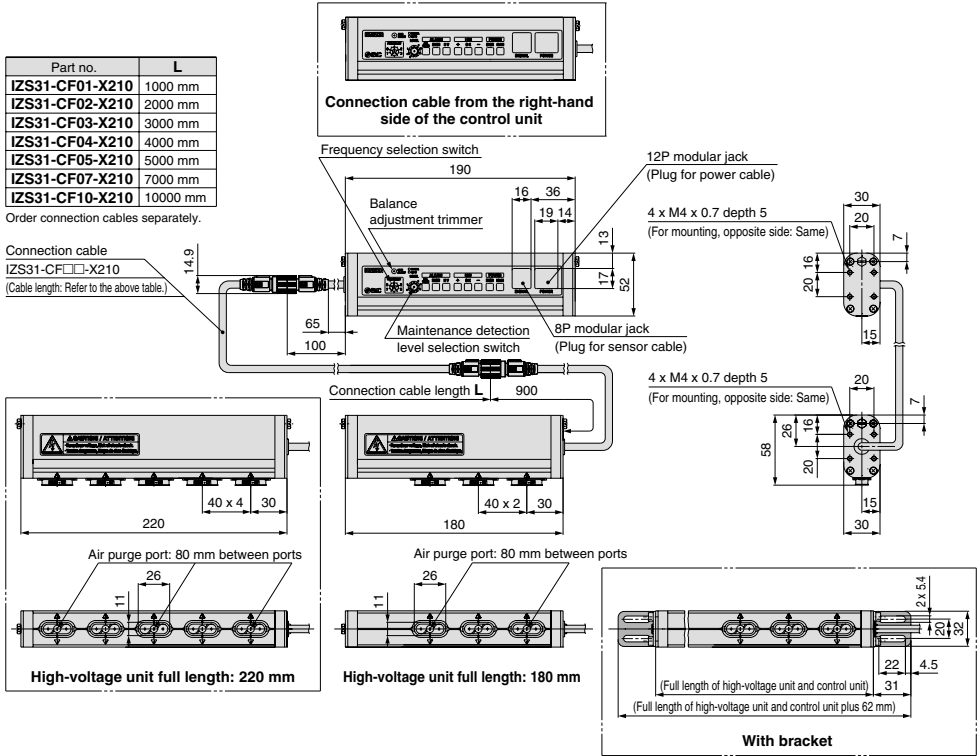 Part no. L
IZS31-CF01-X210 1000 mm
IZS31-CF02-X210 2000 mm
IZS31-CF03-X210 3000 mm
IZS31-CF04-X210 4000 mm
IZS31-CF05-X210 5000 mm
IZS31-CF07-X210 7000 mm
IZS31-CF10-X210 10000 mm
Order connection cables separately.
Connection cable from the right-hand
side of the control unit
Frequency selection switch
190
12P modular jack
(Plug for power cable)
16
36
19
14
Balance
adjustment trimmer
13
17
52
Connection cable
IZS31-CF□□-X210
(Cable length: Refer to the above table.)
14.9
65
100
Maintenance detection
level selection switch
8P modular jack
(Plug for sensor cable)
4 x M4 x 0.7 depth 5
(For mounting, opposite side: Same)
30
20
7
16
20
15
Connection cable length L
900
4 x M4 x 0.7 depth 5
(For mounting, opposite side: Same)
20
7
58
26
16
20
15
30
CAUTION / ATTENTION
40 x 4
30
220
Air purge port: 80 mm between ports
26
11
High-voltage unit full length: 220 mm
CAUTION / ATTENTION
40 x 2
30
180
Air purge port: 80 mm between ports
26
11
High-voltage unit full length: 180 mm
2 x 5.4
20
32
22
4.5
(Full length of high-voltage unit and control unit)
31
(Full length of high-voltage unit and control unit plus 62 mm)
With bracket